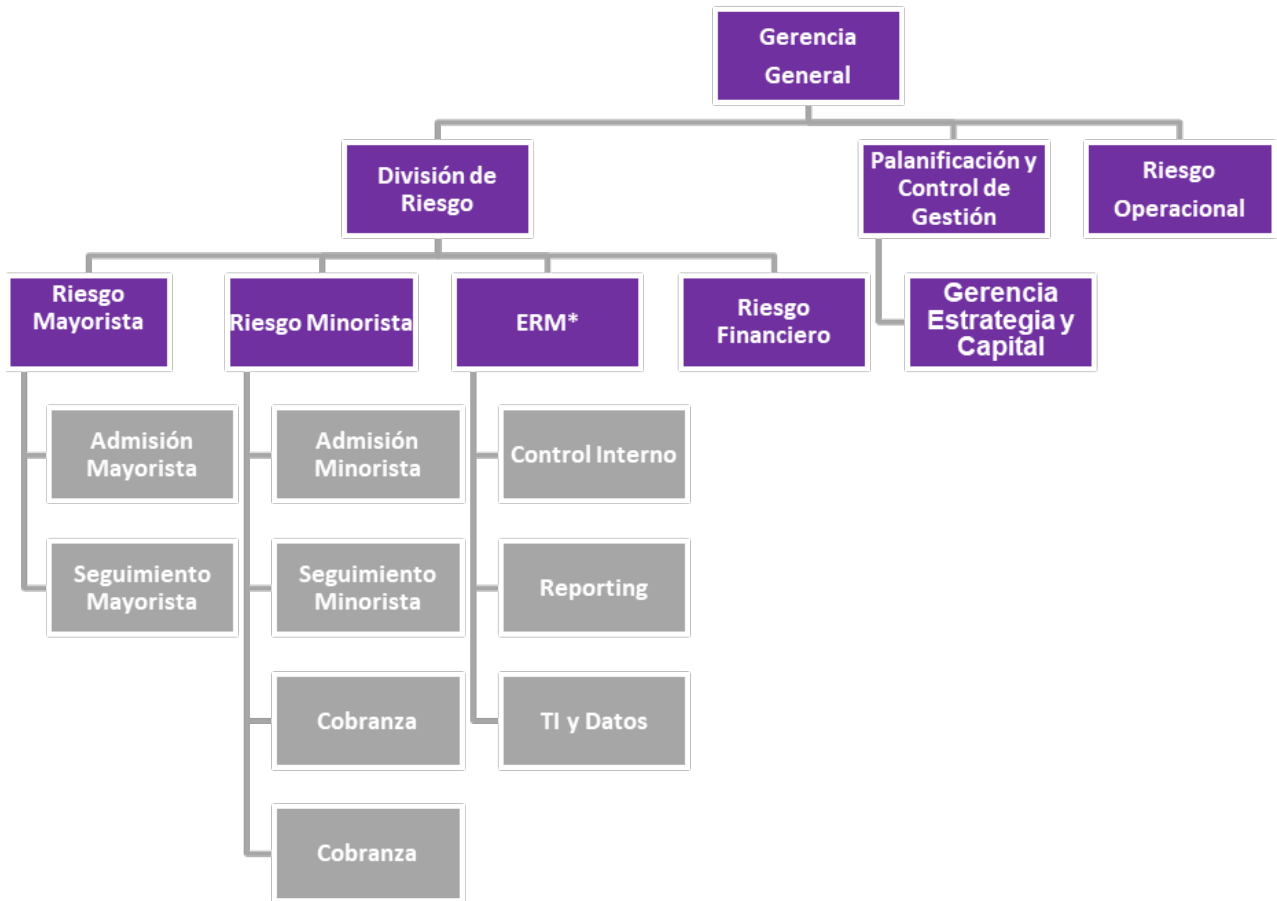 Gerencia
General
División de
Riesgo
Palanificación y
Control de
Gestión
Riesgo
Operacional
Riesgo
Mayorista
Riesgo Minorista
ERM*
Riesgo
Financiero
Gerencia
Estrategia y
Capital
Admisión
Mayorista
Admisión
Minorista
Control Interno
Seguimiento
Mayorista
Seguimiento
Minorista
Reporting
Cobranza
TI y Datos
Cobranza